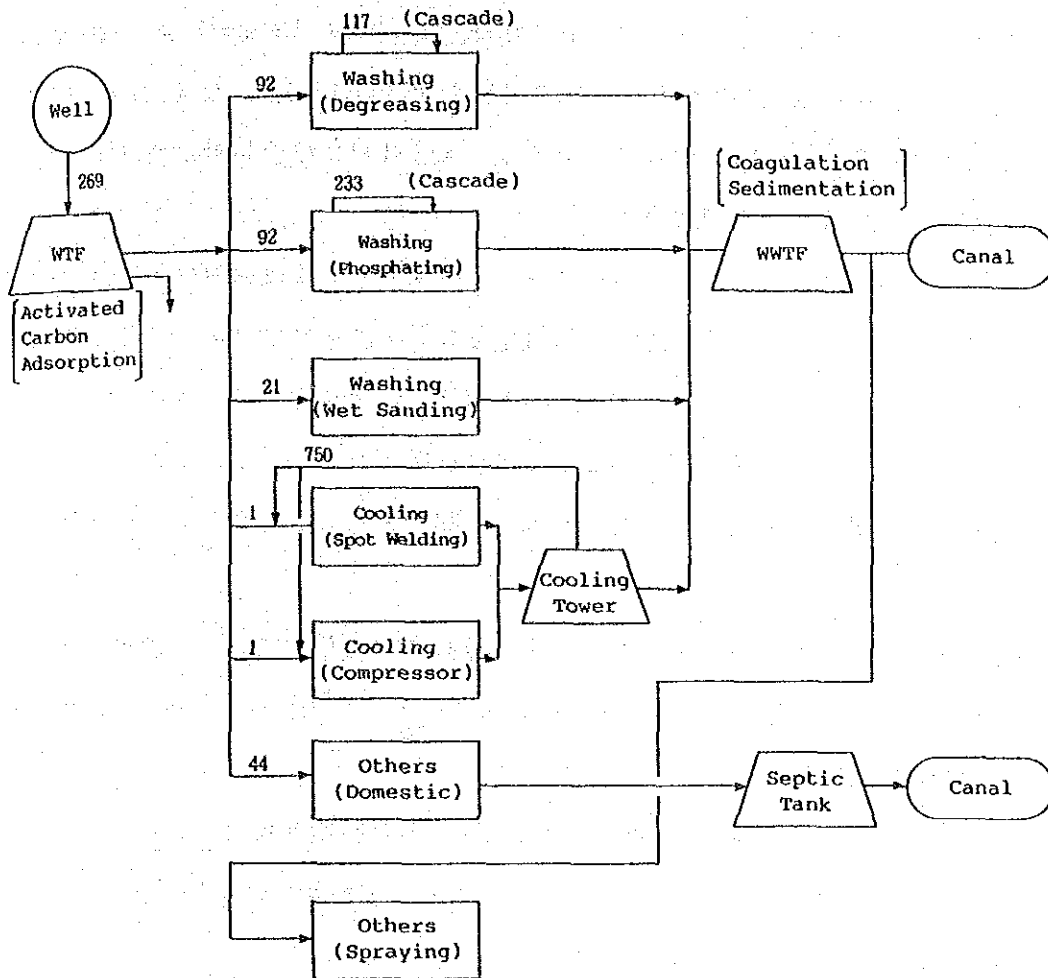 117 (Cascade)
Washing
(Degreasing)
92
Well
269
WTF
[Activated
Carbon
Adsorption]
233 (Cascade)
92
Washing
(Phosphating)
[Coagulation
Sedimentation]
WWTF
Canal
21
Washing
(Wet Sanding)
750
1
Cooling
(Spot Welding)
Cooling
Tower
1
Cooling
(Compressor)
44
Others
(Domestic)
Septic
Tank
Canal
Others
(Spraying)